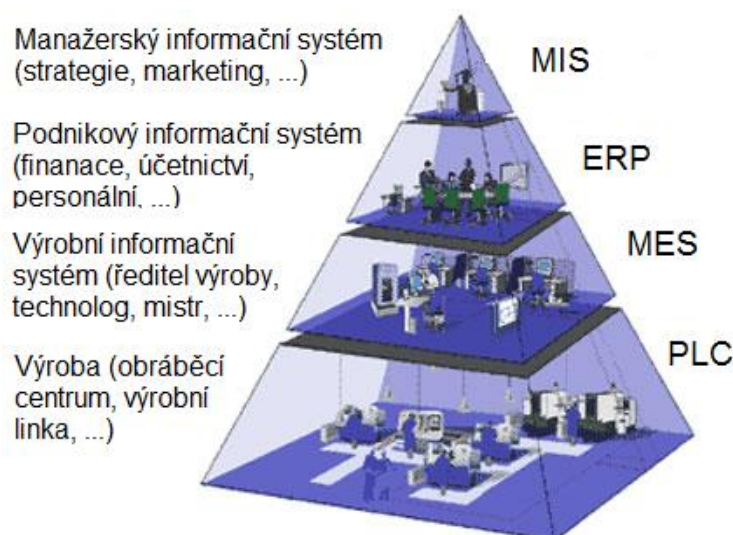 Manažerský informační systém
(strategie, marketing, ...)
MIS
Podnikový informační systém
(finanace, účetnictví,
personální, ...)
ERP
Výrobní informační
systém (ředitel výroby,
technolog, mistr, ...)
MES
Výroba (obráběcí
centrum, výrobní
linka, ...)
PLC